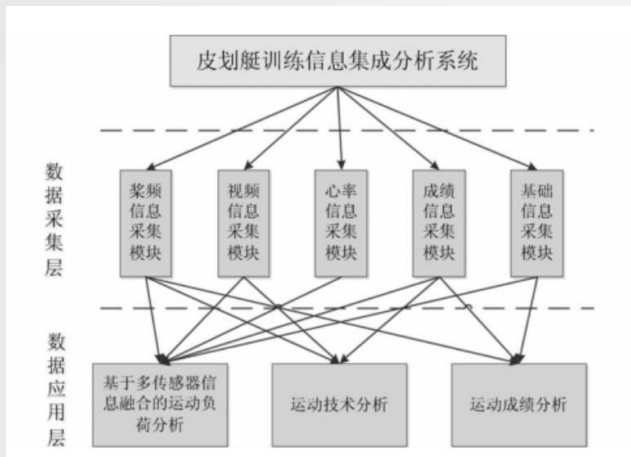 皮划艇训练信息集成分析系统
数据采集层
桨频
信息
采集
模块
视频
信息
采集
模块
心率
信息
采集
模块
成绩
信息
采集
模块
基础
信息
采集
模块
数据应用层
基于多传感器信
息融合的运动负
荷分析
运动技术分析
运动成绩分析